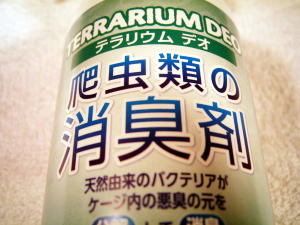 TERRARIUM DEO
テラリウム デオ
爬虫類の
消臭剤
天然由来のバクテリアが
ケージ内の悪臭の元を